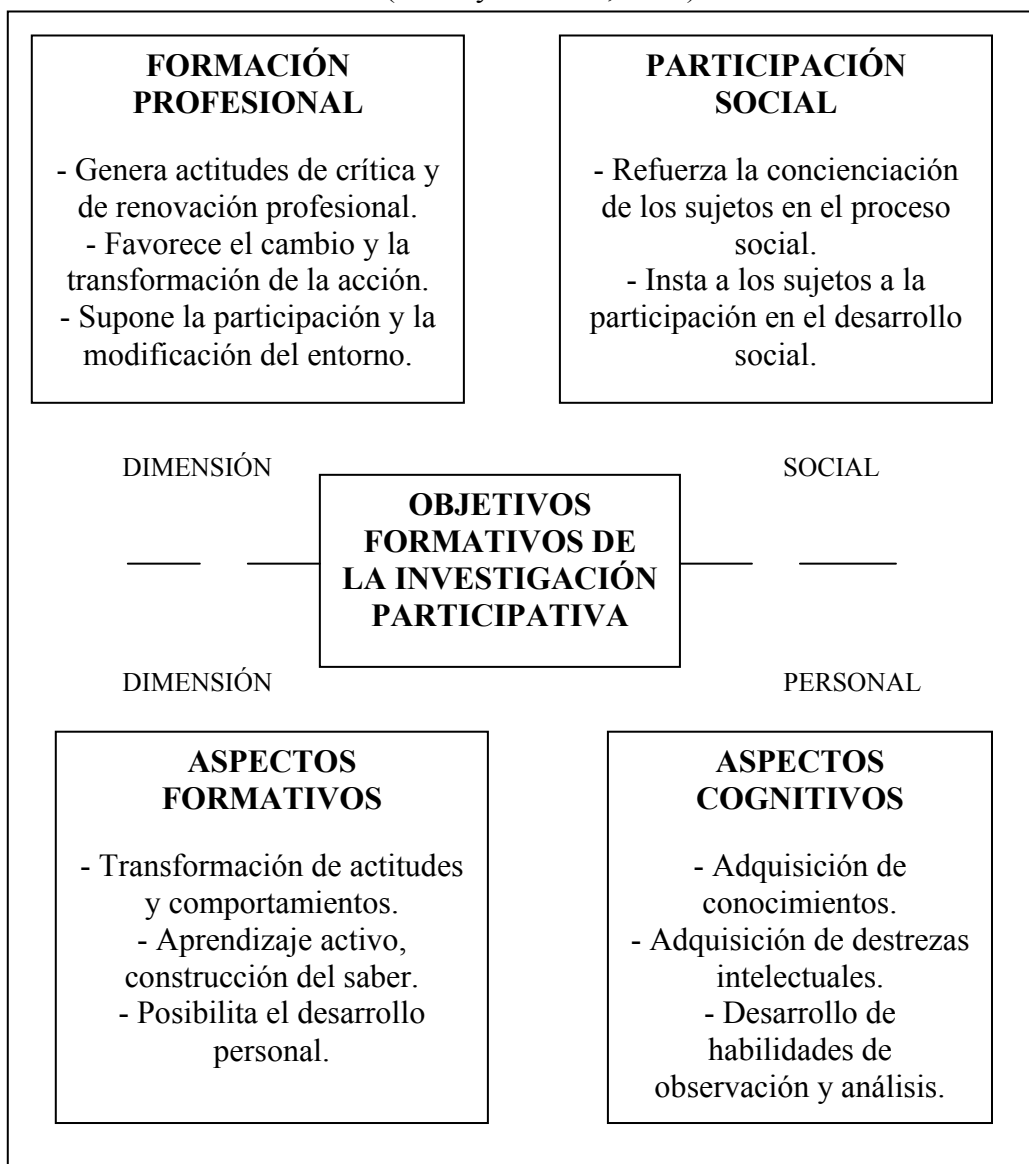 FORMACIÓN
PROFESIONAL
- Genera actitudes de crítica y
de renovación profesional.
- Favorece el cambio y la
transformación de la acción.
- Supone la participación y la
modificación del entorno.
PARTICIPACIÓN
SOCIAL
- Refuerza la concienciación
de los sujetos en el proceso
social.
- Insta a los sujetos a la
participación en el desarrollo
social.
DIMENSIÓN
SOCIAL
OBJETIVOS
FORMATIVOS DE
LA INVESTIGACIÓN
PARTICIPATIVA
DIMENSIÓN
PERSONAL
ASPECTOS
FORMATIVOS
- Transformación de actitudes
y comportamientos.
- Aprendizaje activo,
construcción del saber.
- Posibilita el desarrollo
personal.
ASPECTOS
COGNITIVOS
- Adquisición de
conocimientos.
- Adquisición de destrezas
intelectuales.
- Desarrollo de
habilidades de
observación y análisis.